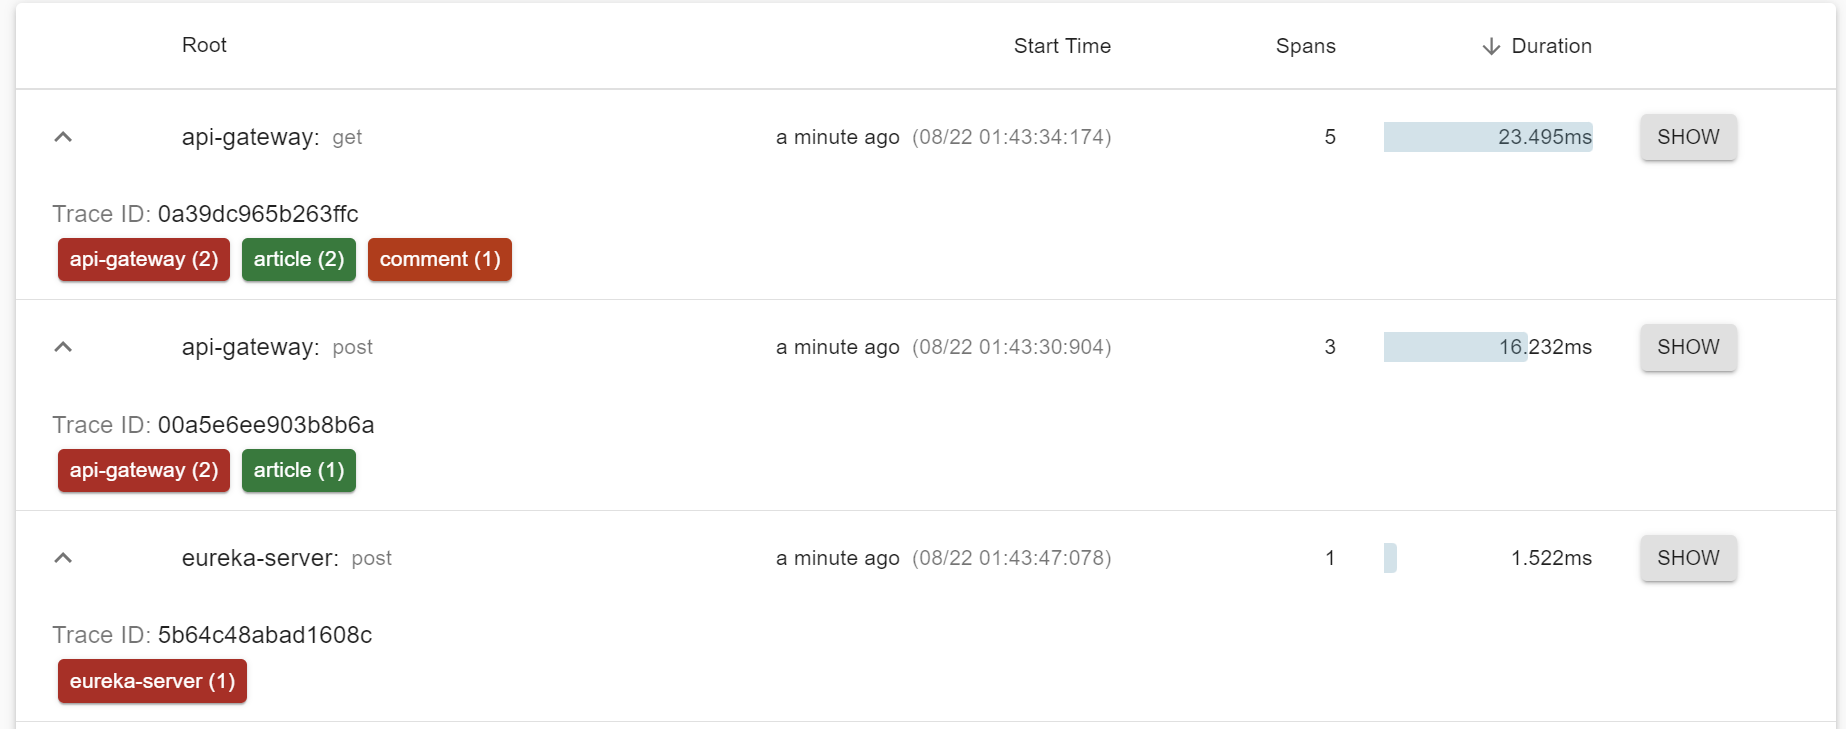 Root Start Time Spans Duration
api-gateway: get a minute ago (08/22 01:43:34:174) 5 23.495ms SHOW
Trace ID: 0a39dc965b263ffc
api-gateway (2) article (2) comment (1)
api-gateway: post a minute ago (08/22 01:43:30:904) 3 16.232ms SHOW
Trace ID: 00a5e6ee903b8b6a
api-gateway (2) article (1)
eureka-server: post a minute ago (08/22 01:43:47:078) 1 1.522ms SHOW
Trace ID: 5b64c48abad1608c
eureka-server (1)